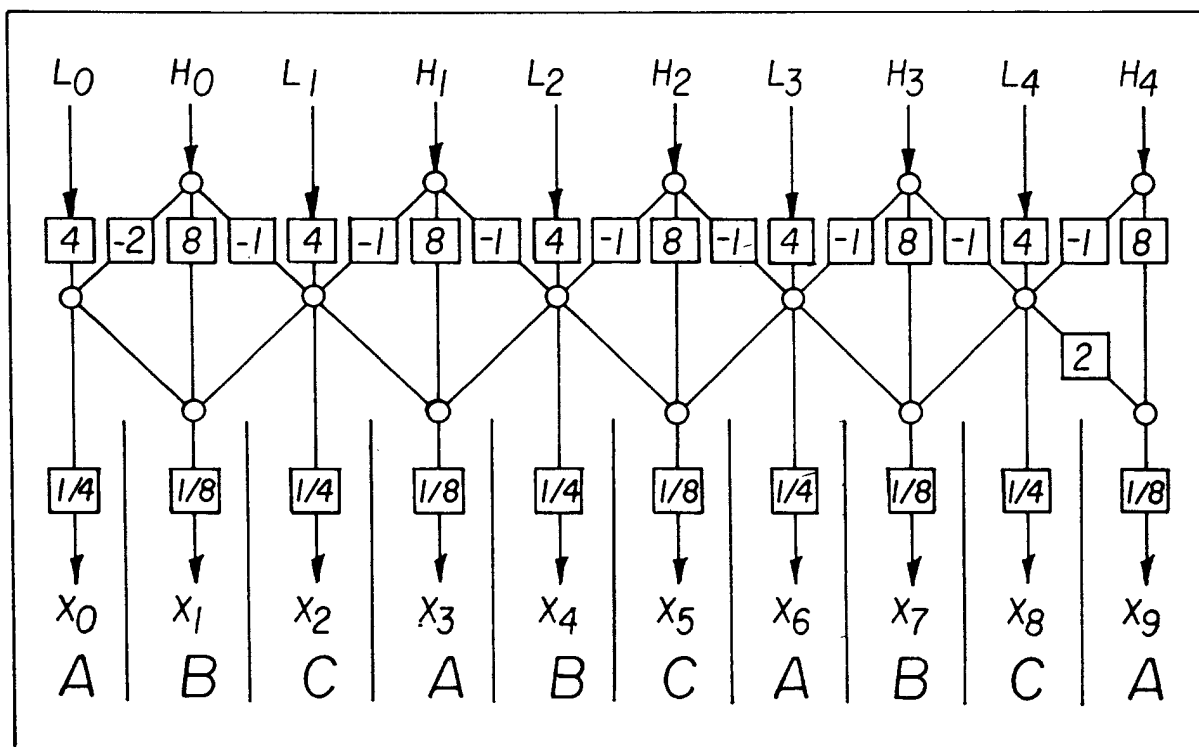 L0 H0 L1 H1 L2 H2 L3 H3 L4 H4
4 -2 8 -1 4 -1 8 -1 4 -1 8 -1 4 -1 8 -1 4 -1 8
2
1/4 1/8 1/4 1/8 1/4 1/8 1/4 1/8 1/4 1/8
X0 X1 X2 X3 X4 X5 X6 X7 X8 X9
A B C A B C A B C A